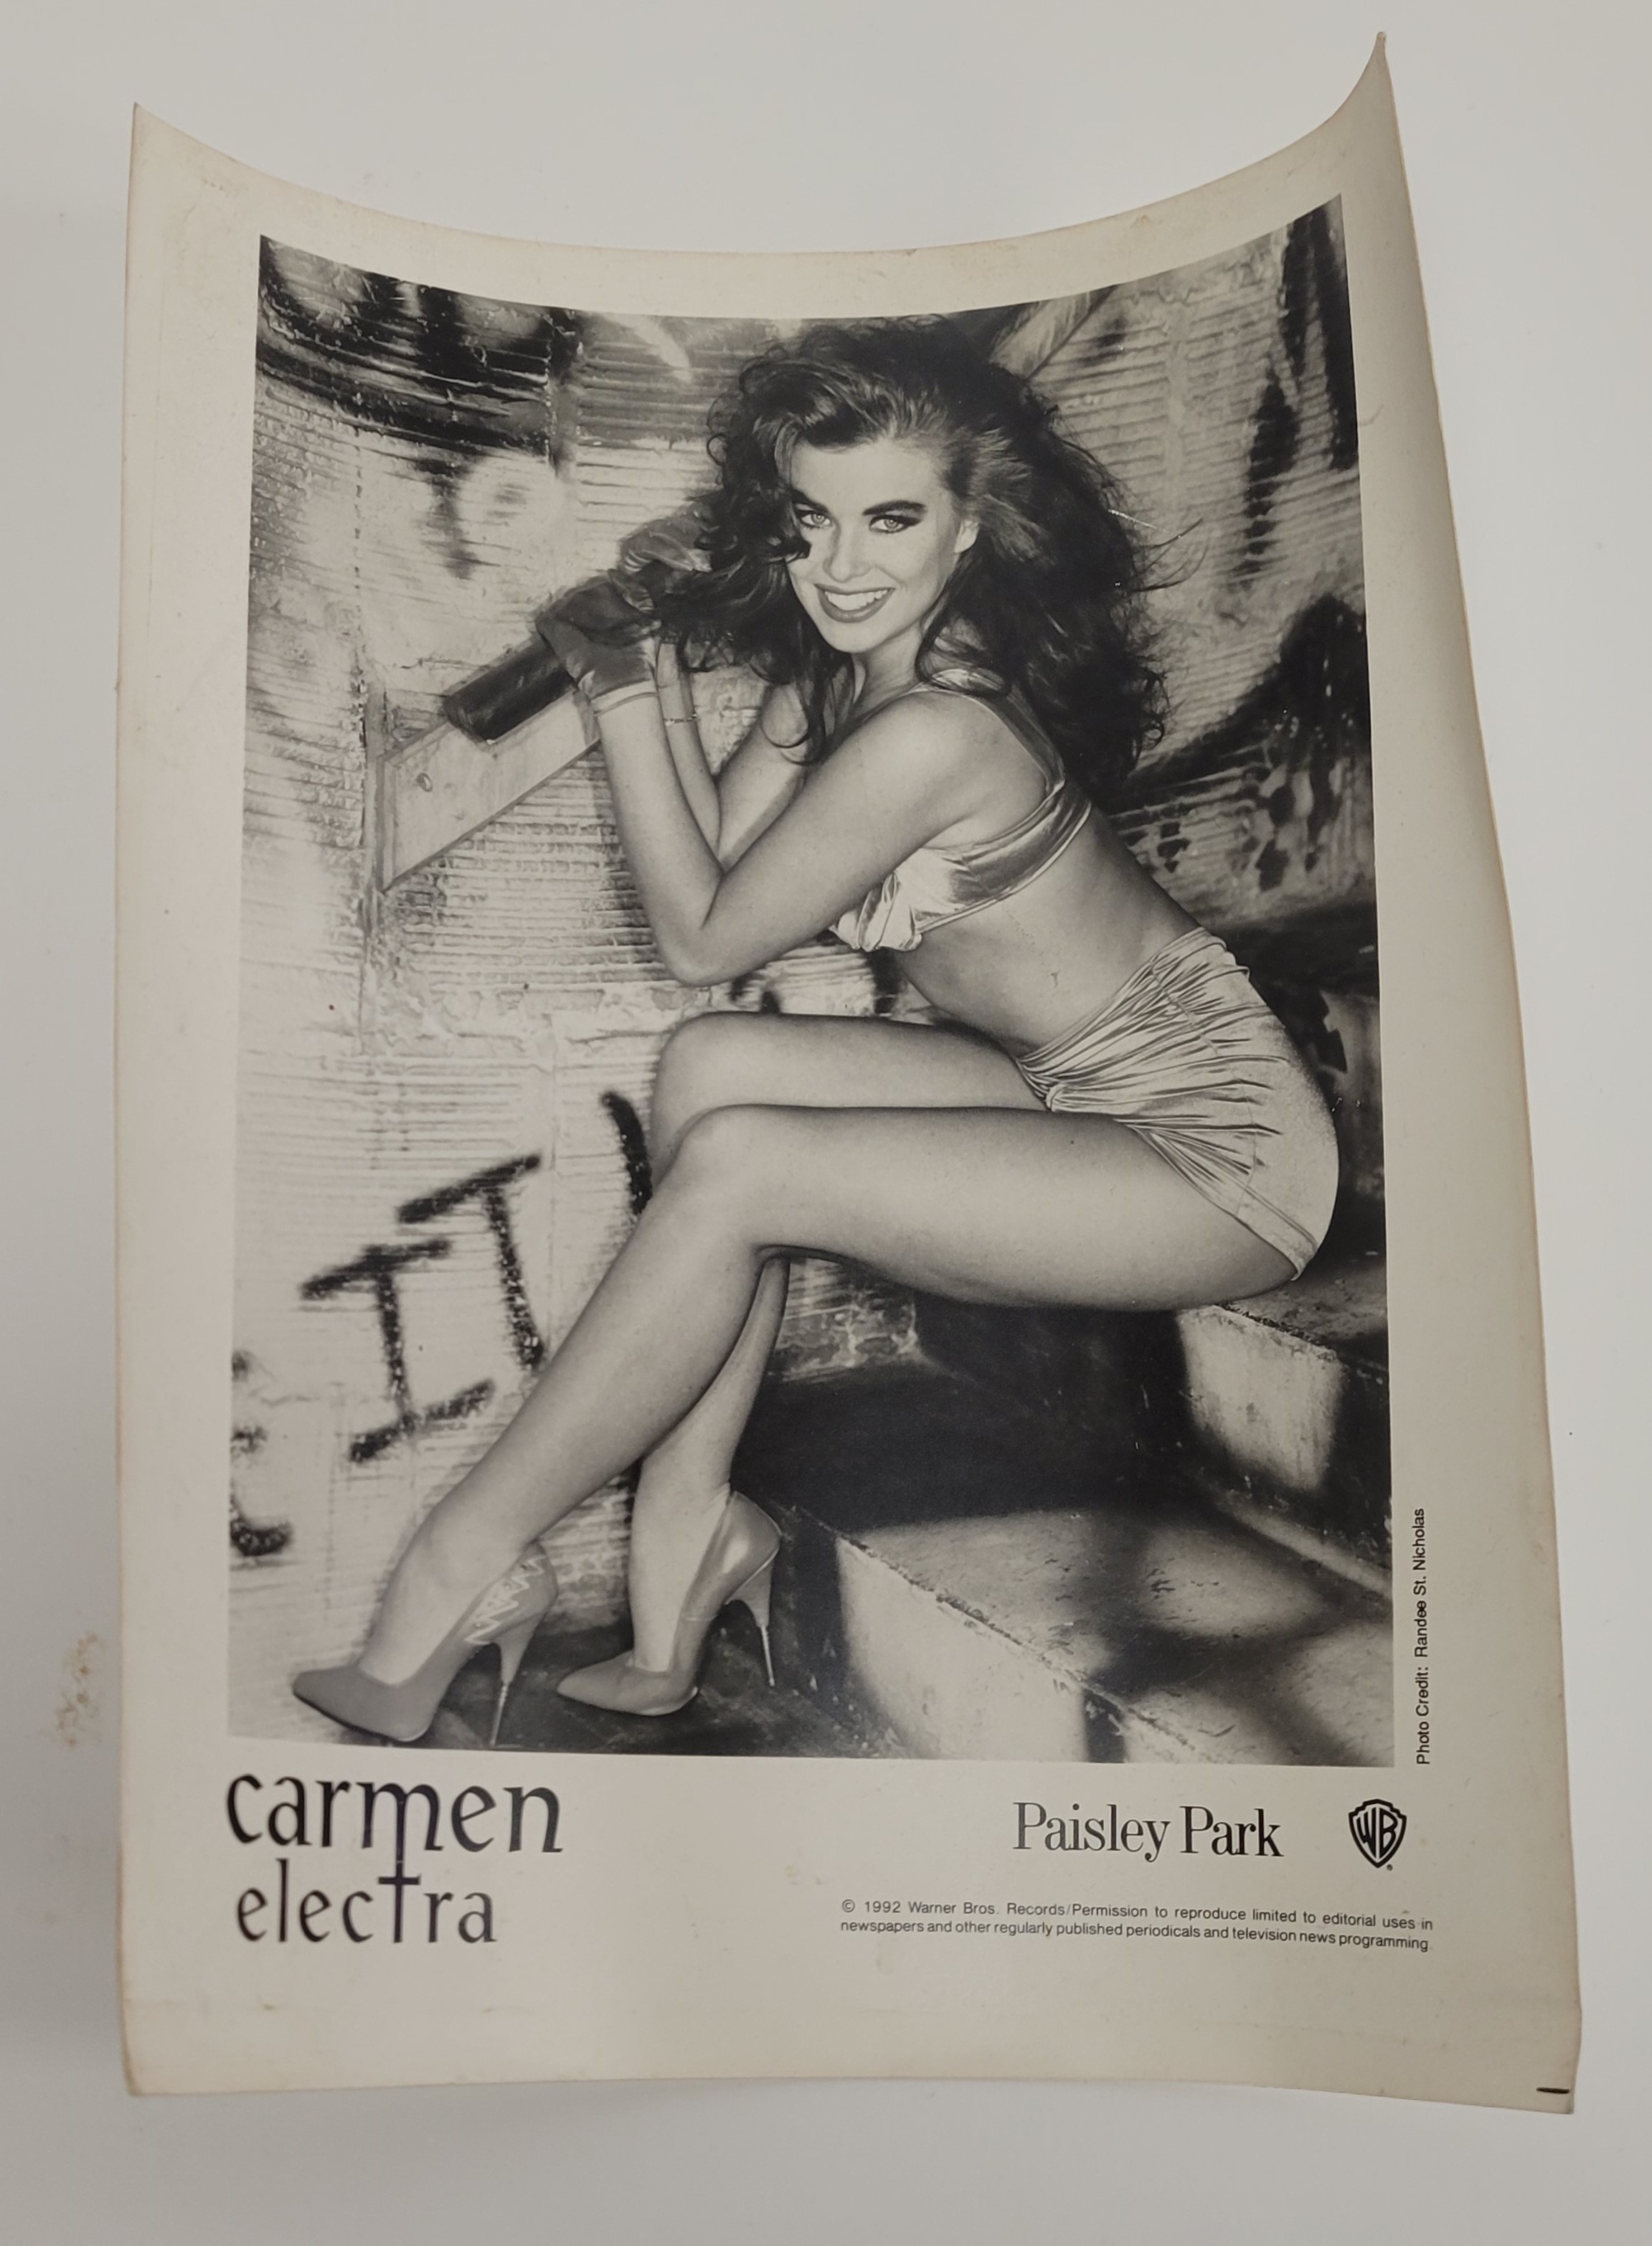 carmen
electra
Paisley Park
WB
®
© 1992 Warner Bros. Records/Permission to reproduce limited to editorial uses in
newspapers and other regularly published periodicals and television news programming
Photo Credit: Randee St. Nicholas